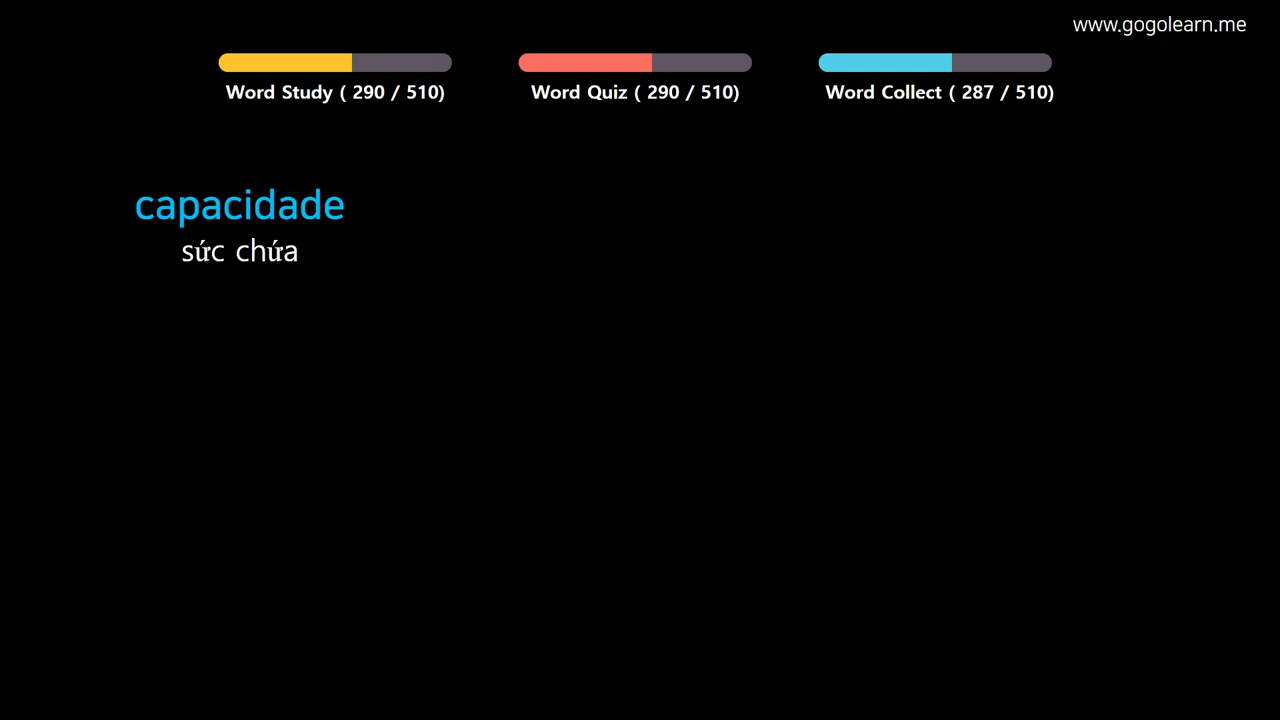 www.gogolearn.me
Word Study ( 290 / 510)
Word Quiz ( 290 / 510)
Word Collect ( 287 / 510)
capacidade
sức chứa